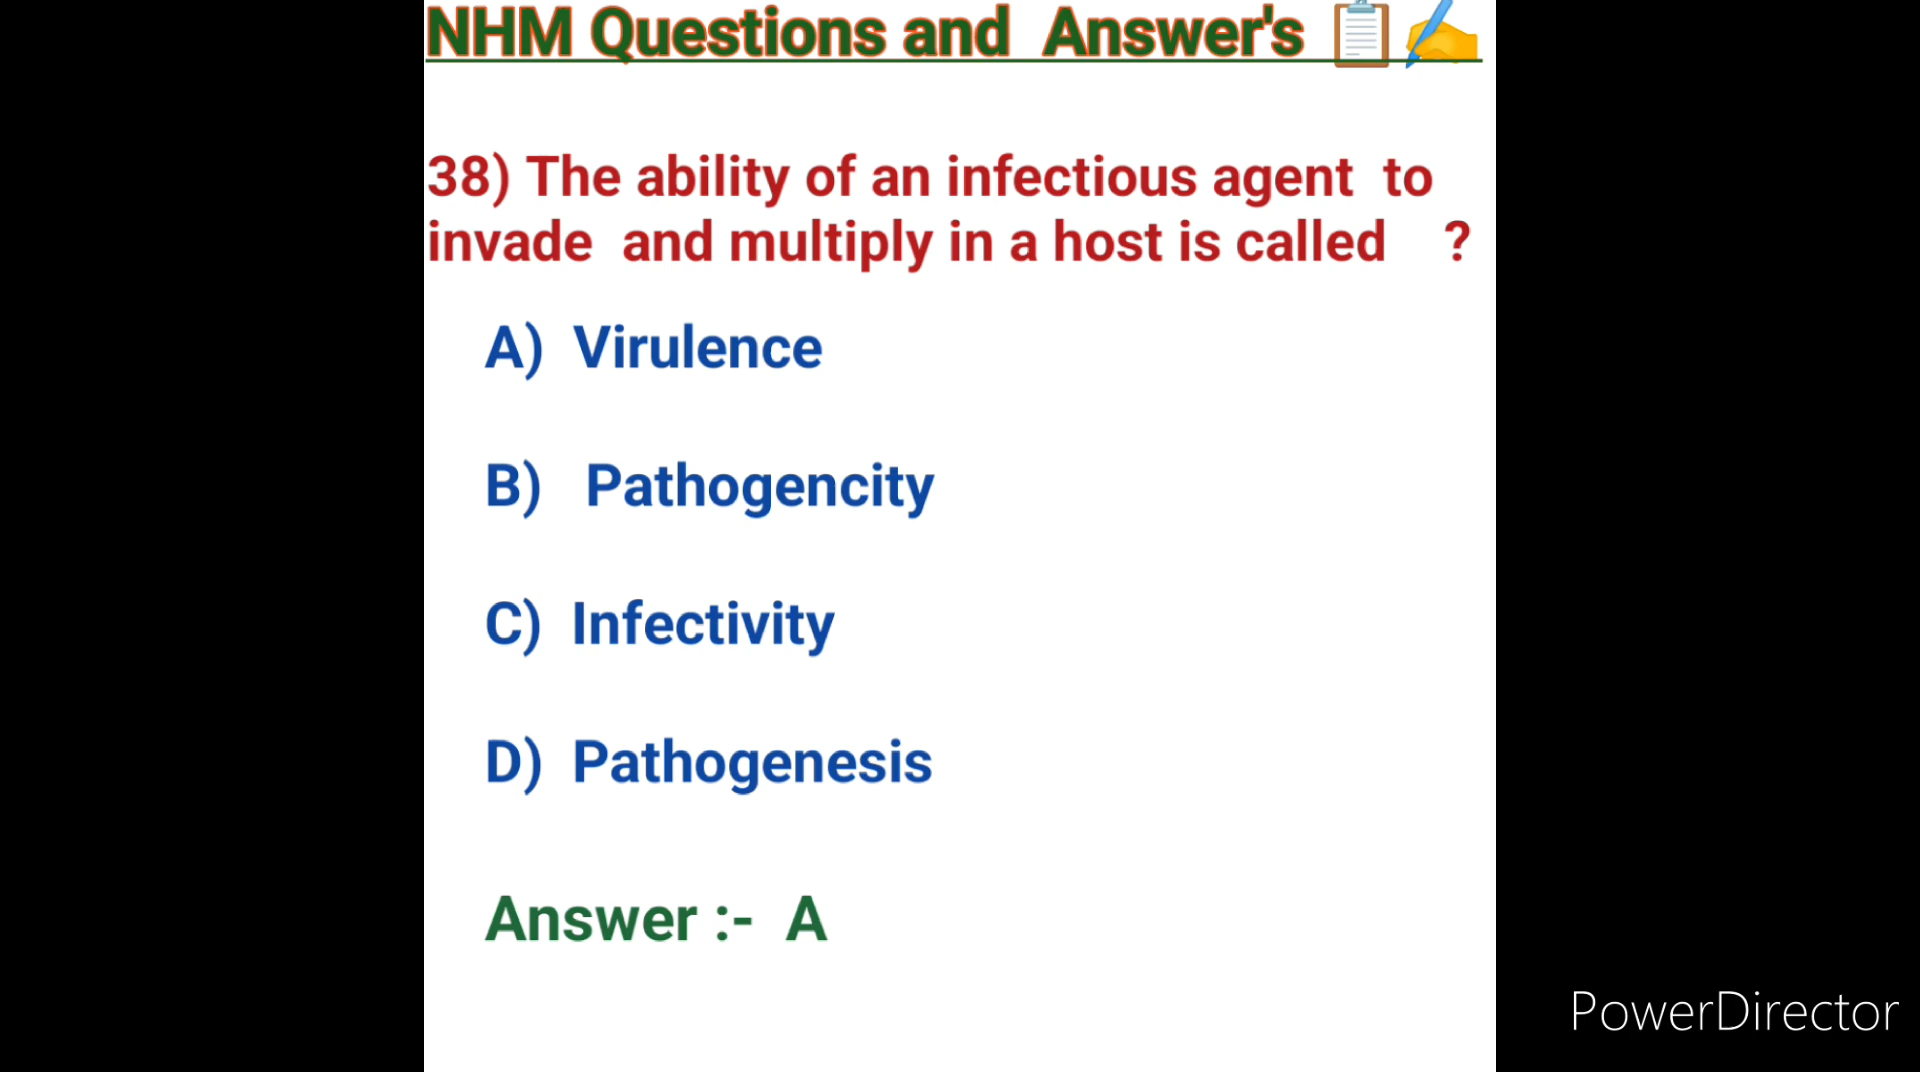 NHM Questions and Answer's 📋✍
38) The ability of an infectious agent to
invade and multiply in a host is called ?
A) Virulence
B) Pathogencity
C) Infectivity
D) Pathogenesis
Answer :- A
PowerDirector